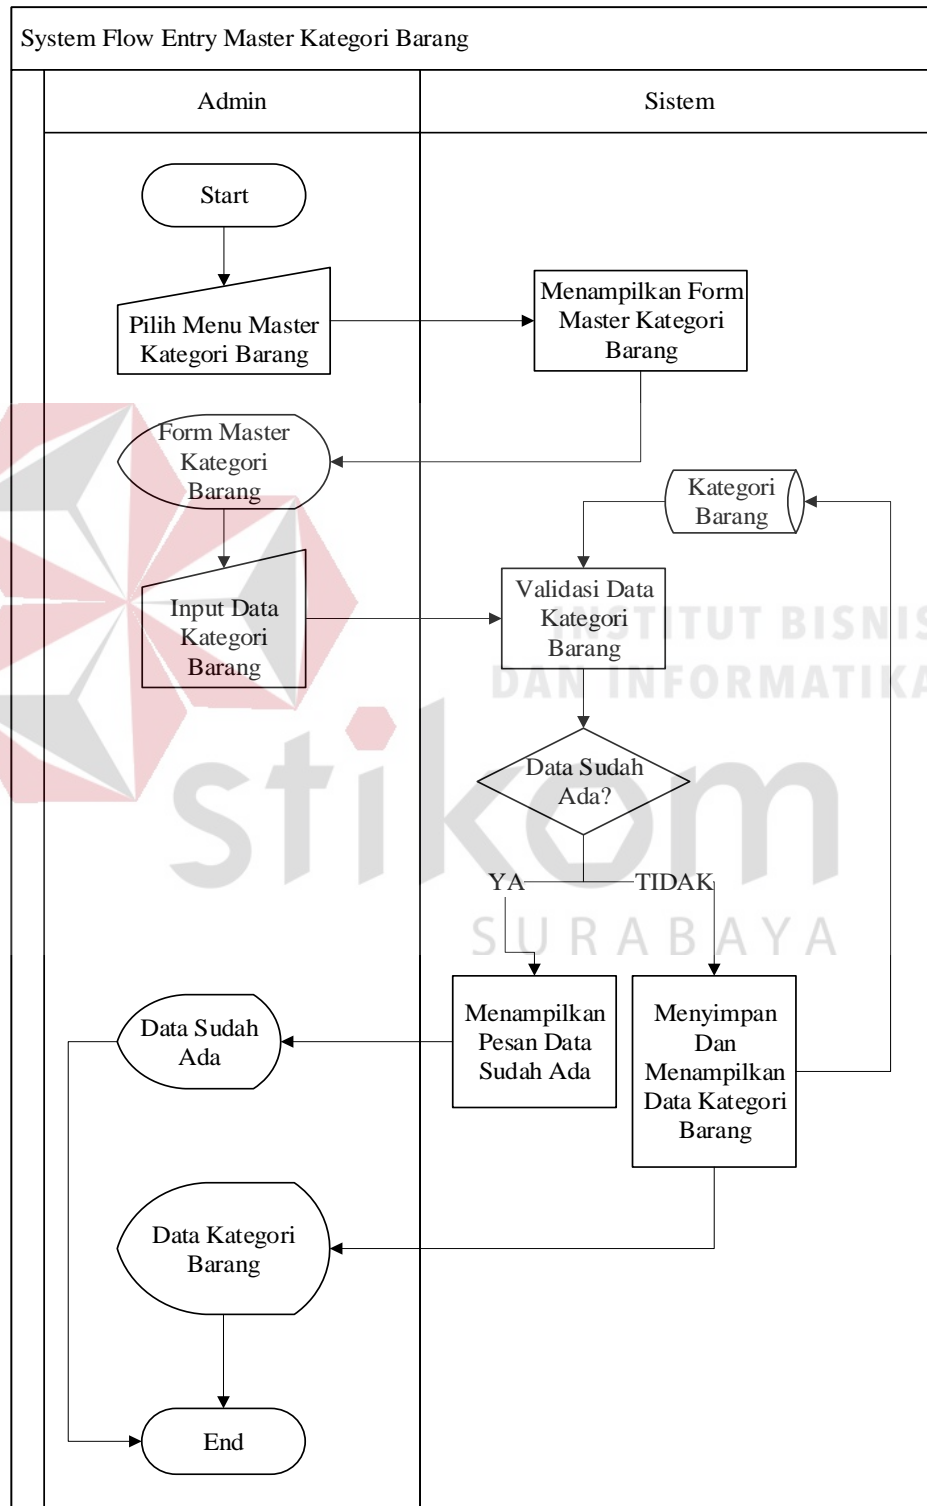 System Flow Entry Master Kategori Barang
Admin
Sistem
Start
Pilih Menu Master
Kategori Barang
Menampilkan Form
Master Kategori
Barang
Form Master
Kategori
Barang
Kategori
Barang
Input Data
Kategori
Barang
Validasi Data
Kategori
Barang
INSTITUT BISNIS
DAN INFORMATIKA
stikom
SURABAYA
Data Sudah
Ada?
YA
TIDAK
Data Sudah
Ada
Menampilkan
Pesan Data
Sudah Ada
Menyimpan
Dan
Menampilkan
Data Kategori
Barang
Data Kategori
Barang
End